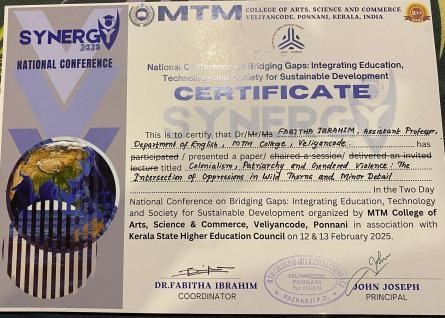 SYNERGY
NATIONAL CONFERENCE
MTM COLLEGE OF ARTS, SCIENCE AND COMMERCE
VELIYANCODE, PONNANI, KERALA, INDIA
National Conference on Bridging Gaps: Integrating Education,
Technology and Society for Sustainable Development
CERTIFICATE
This is to certify that Dr/Mr/Ms FABITHA IBRAHIM, Assistant Professor,
Department of English, MTM College, Veliyancode. has
participated / presented a paper/ chaired a session/ delivered an invited
lecture titled Colonialism, Patriarchy and Gendered Violence: The
Intersection of Oppressions in Wild Thorns and Minor Detail
In the Two Day
National Conference on Bridging Gaps: Integrating Education, Technology
and Society for Sustainable Development organized by MTM College of
Arts, Science & Commerce, Veliyancode, Ponnani in association with
Kerala State Higher Education Council on 12 & 13 February 2025.
DR.FABITHA IBRAHIM
COORDINATOR
VELIYANCODE
PONNANI
JOHN JOSEPH
PRINCIPAL